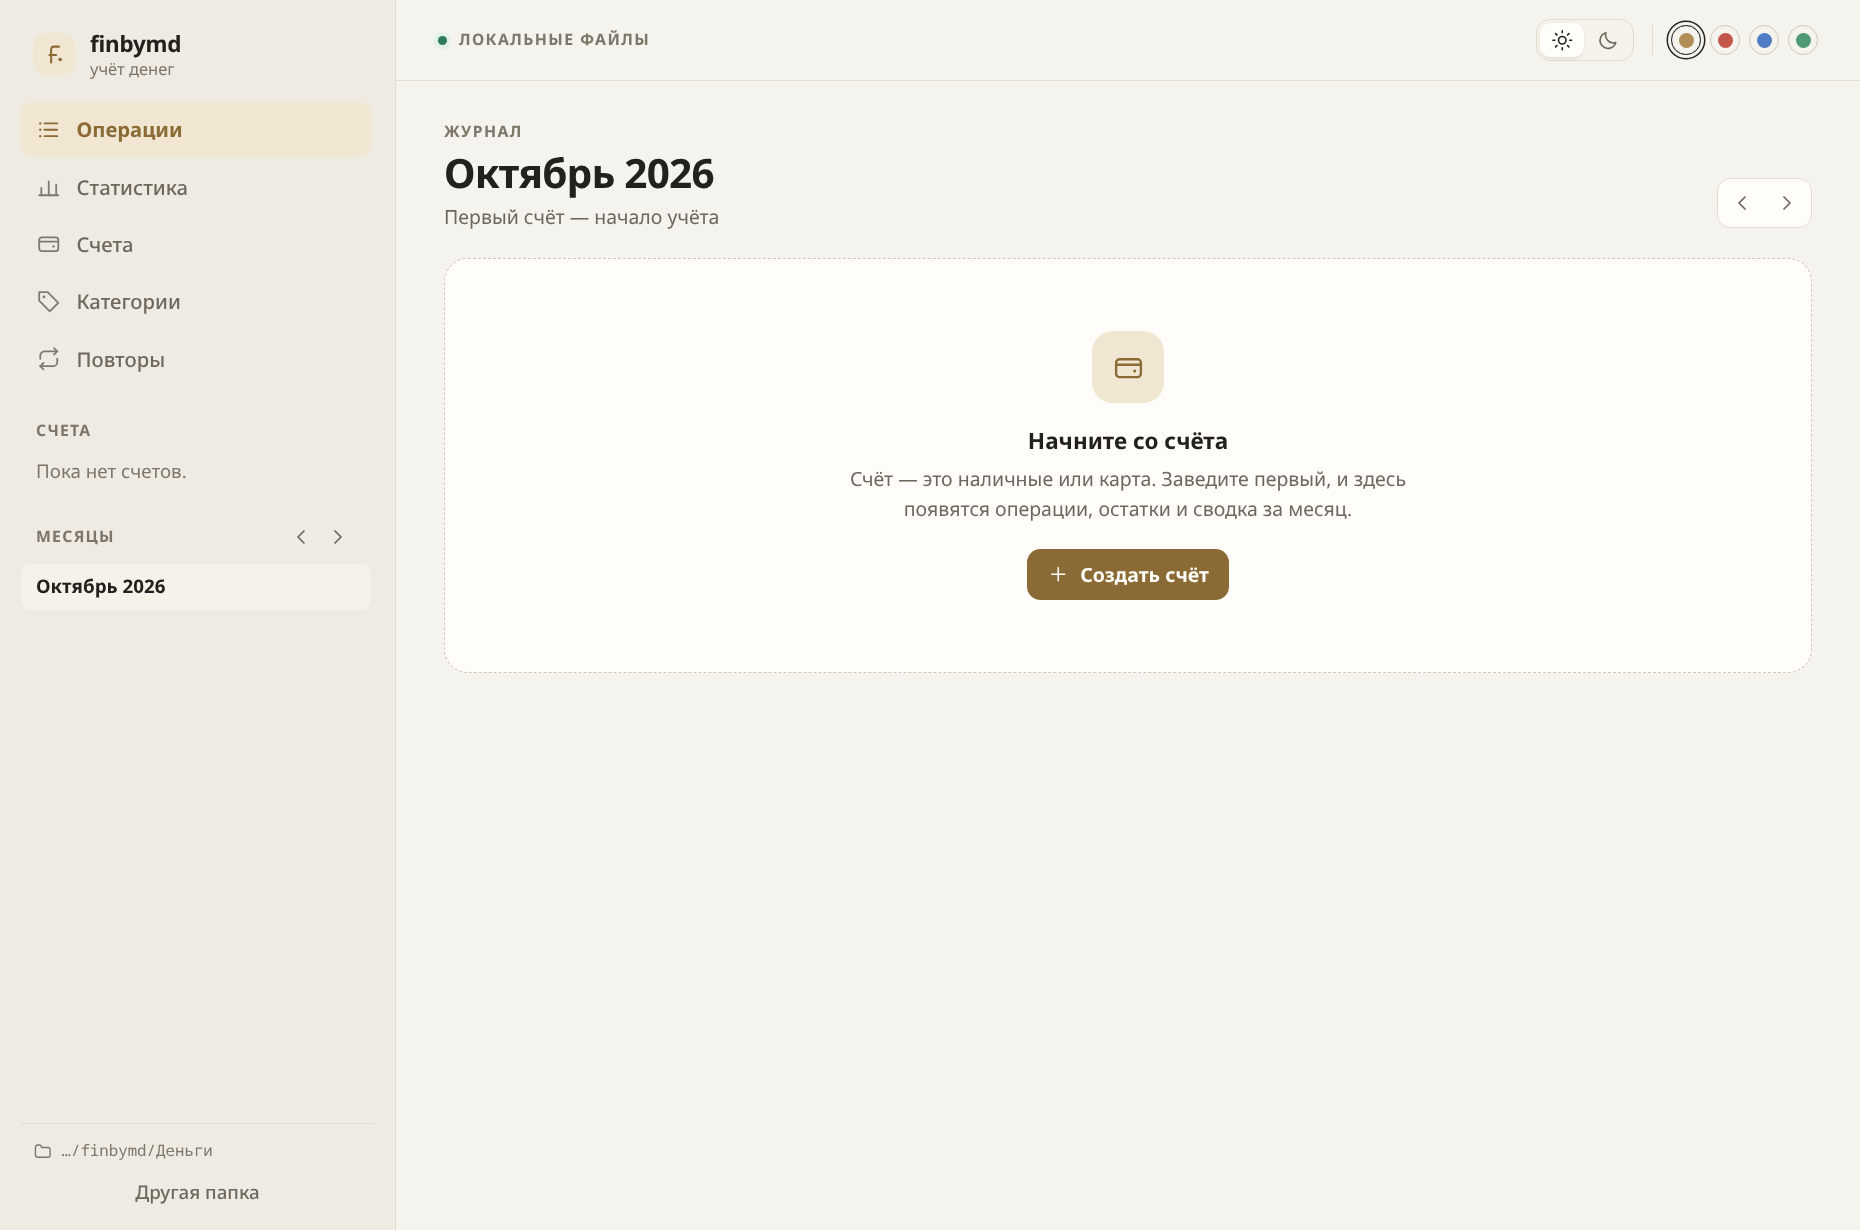 finbymd
учёт денег
Операции
Статистика
Счета
Категории
Повторы
СЧЕТА
Пока нет счетов.
МЕСЯЦЫ
Октябрь 2026
…/finbymd/Деньги
Другая папка
ЛОКАЛЬНЫЕ ФАЙЛЫ
ЖУРНАЛ
Октябрь 2026
Первый счёт — начало учёта
Начните со счёта
Счёт — это наличные или карта. Заведите первый, и здесь
появятся операции, остатки и сводка за месяц.
Создать счёт